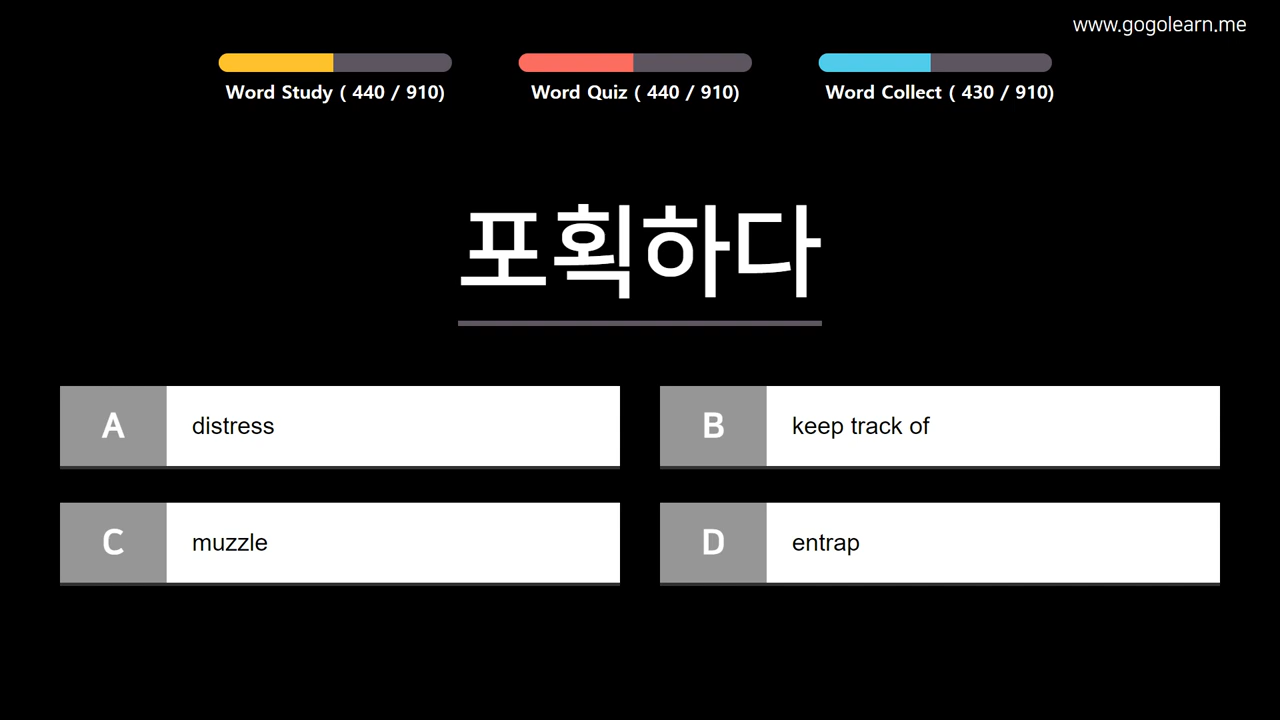 www.gogolearn.me
Word Study ( 440 / 910)
Word Quiz ( 440 / 910)
Word Collect ( 430 / 910)
포획하다
A distress
B keep track of
C muzzle
D entrap